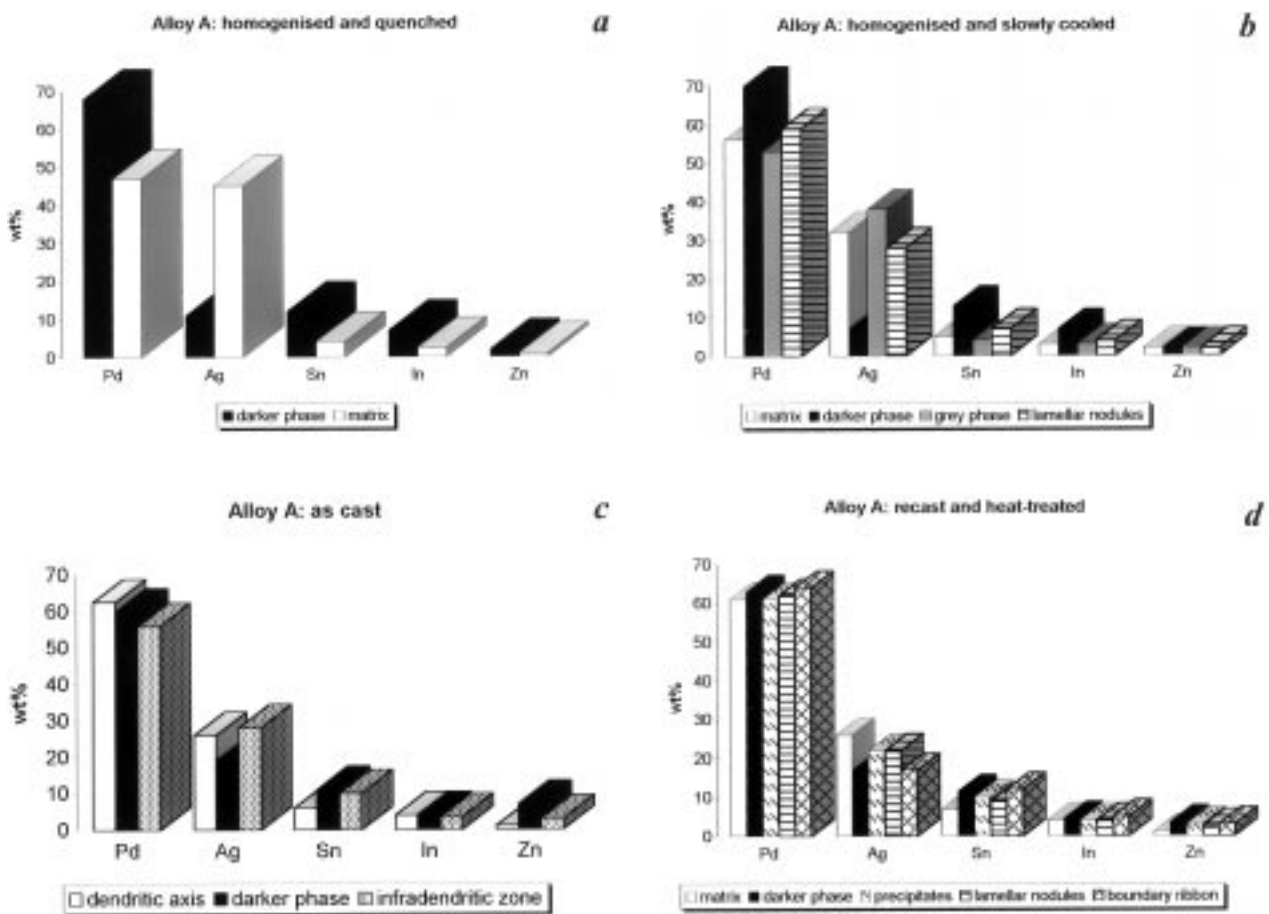 Alloy A: homogenised and quenched
a
wt%
70
60
50
40
30
20
10
0
Pd Ag Sn In Zn
darker phase matrix
Alloy A: homogenised and slowly cooled
b
wt%
70
60
50
40
30
20
10
0
Pd Ag Sn In Zn
matrix darker phase grey phase lamellar nodules
Alloy A: as cast
c
wt%
70
60
50
40
30
20
10
0
Pd Ag Sn In Zn
dendritic axis darker phase infradendritic zone
Alloy A: recast and heat-treated
d
wt%
70
60
50
40
30
20
10
0
Pd Ag Sn In Zn
matrix darker phase precipitates lamellar nodules boundary ribbon